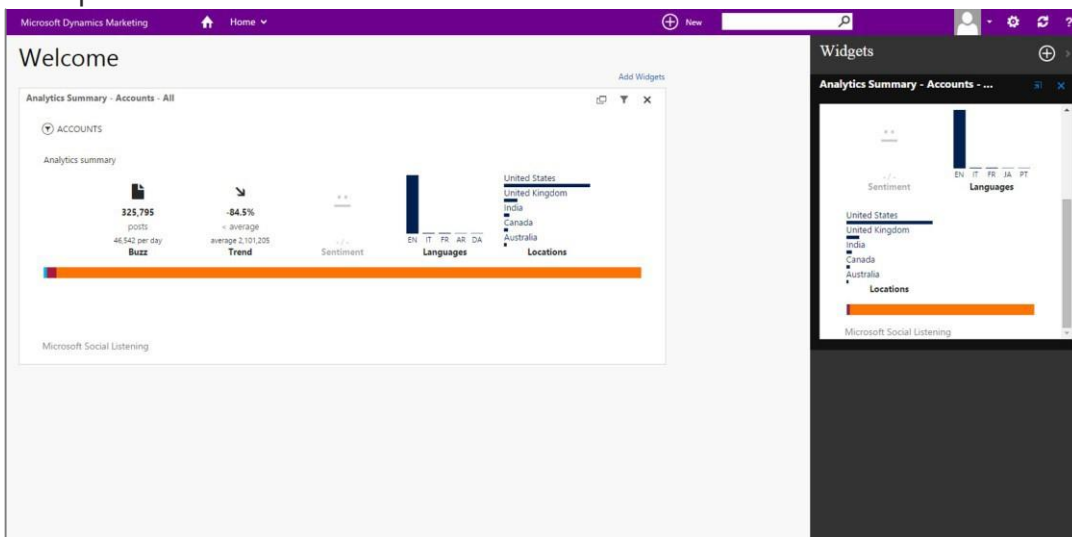 Microsoft Dynamics Marketing Home New ?
Welcome
Add Widgets
Analytics Summary - Accounts - All
ACCOUNTS
Analytics summary
325,795
posts
46,542 per day
Buzz
-84.5%
< average
average 2,101,205
Trend
-/-
Sentiment
EN IT FR AR DA
Languages
United States
United Kingdom
India
Canada
Australia
Locations
Microsoft Social Listening
Widgets
Analytics Summary - Accounts - ...
-/-
Sentiment
EN IT FR JA PT
Languages
United States
United Kingdom
India
Canada
Australia
Locations
Microsoft Social Listening